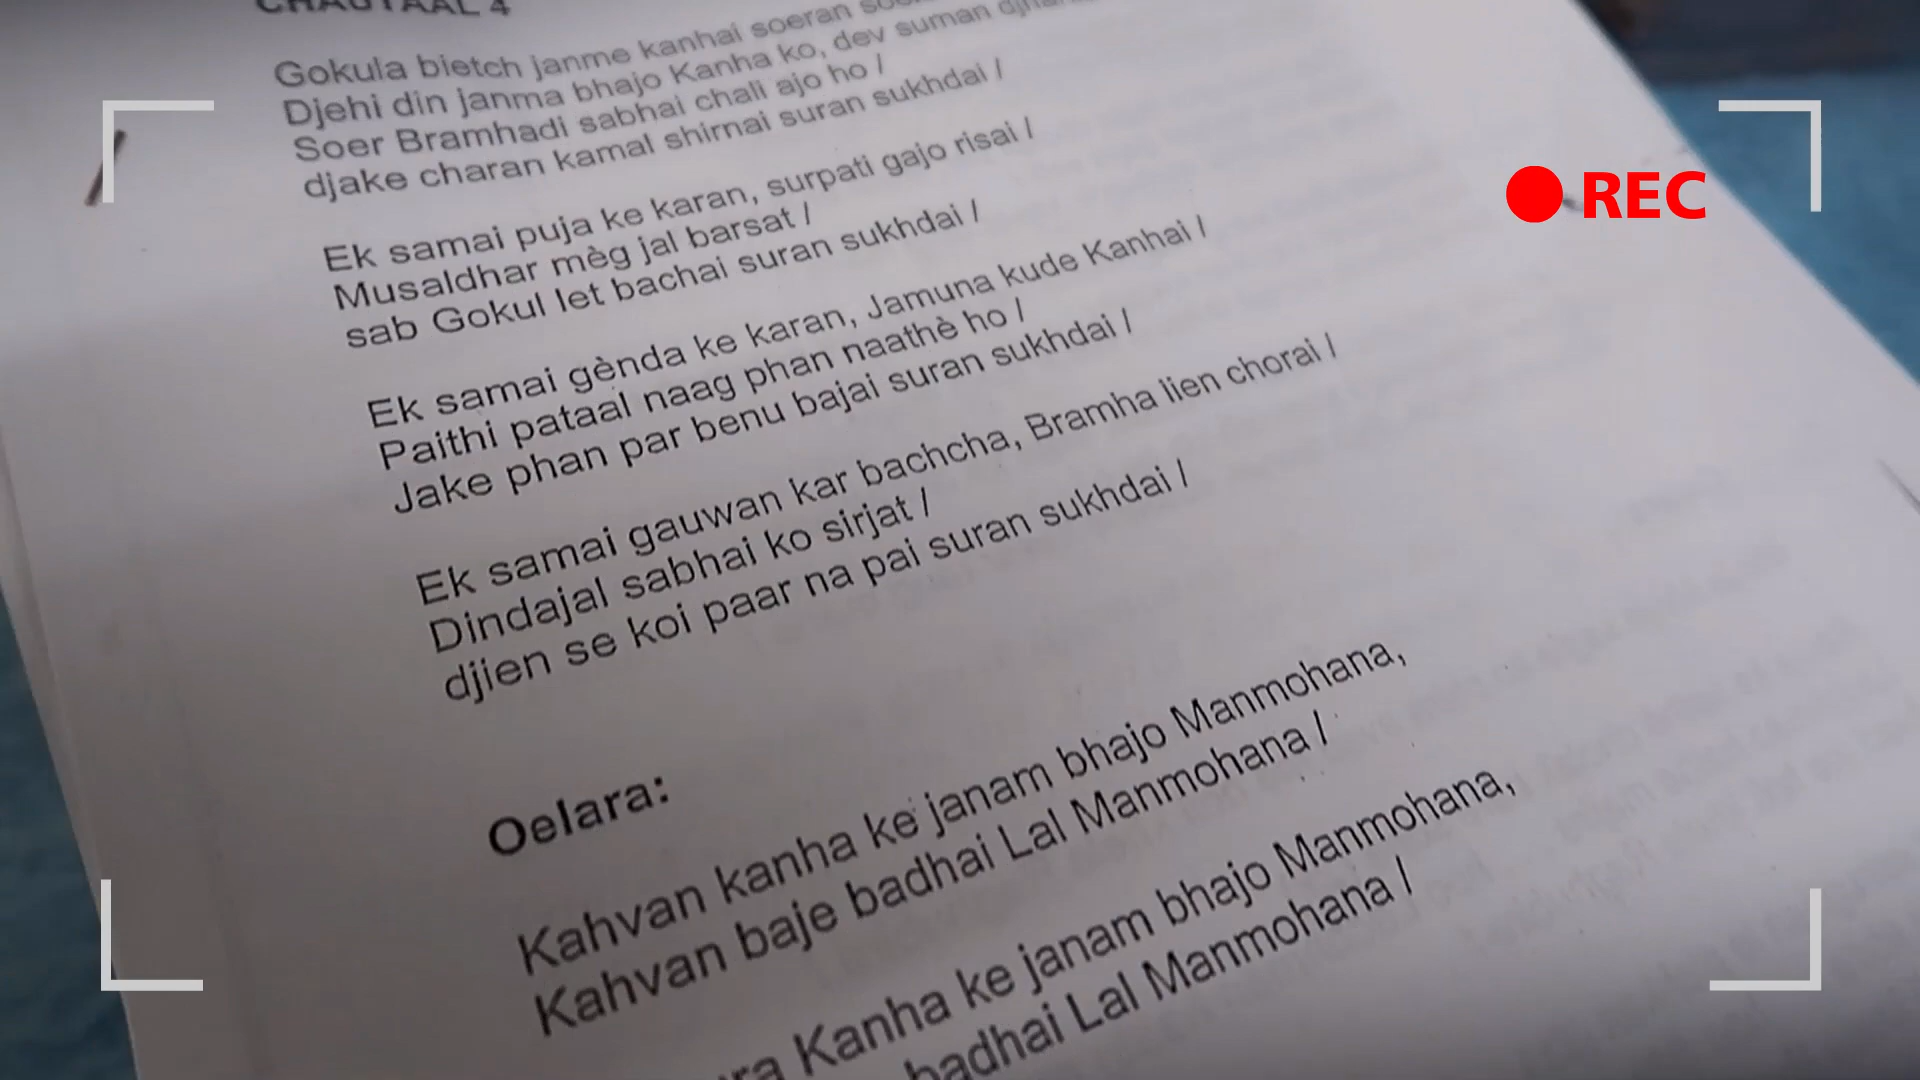 CHAUTAAL 4
Gokula bietch janme kanhai soeran
Djehi din janma bhajo Kanha ko, dev suman
Soer Bramhadi sabhai chali ajo ho /
djake charan kamal shirnai suran sukhdai /
Ek samai puja ke karan, surpati gajo risai /
Musaldhar mèg jal barsat /
sab Gokul let bachai suran sukhdai /
Ek samai gènda ke karan, Jamuna kude Kanhai /
Paithi pataal naag phan naathè ho /
Jake phan par benu bajai suran sukhdai /
Ek samai gauwan kar bachcha, Bramha lien chorai /
Dindajal sabhai ko sirjat /
djien se koi paar na pai suran sukhdai /
Oelara:
Kahvan kanha ke janam bhajo Manmohana,
Kahvan baje badhai Lal Manmohana /
Kanha ke janam bhajo Manmohana,
badhai Lal Manmohana /
REC